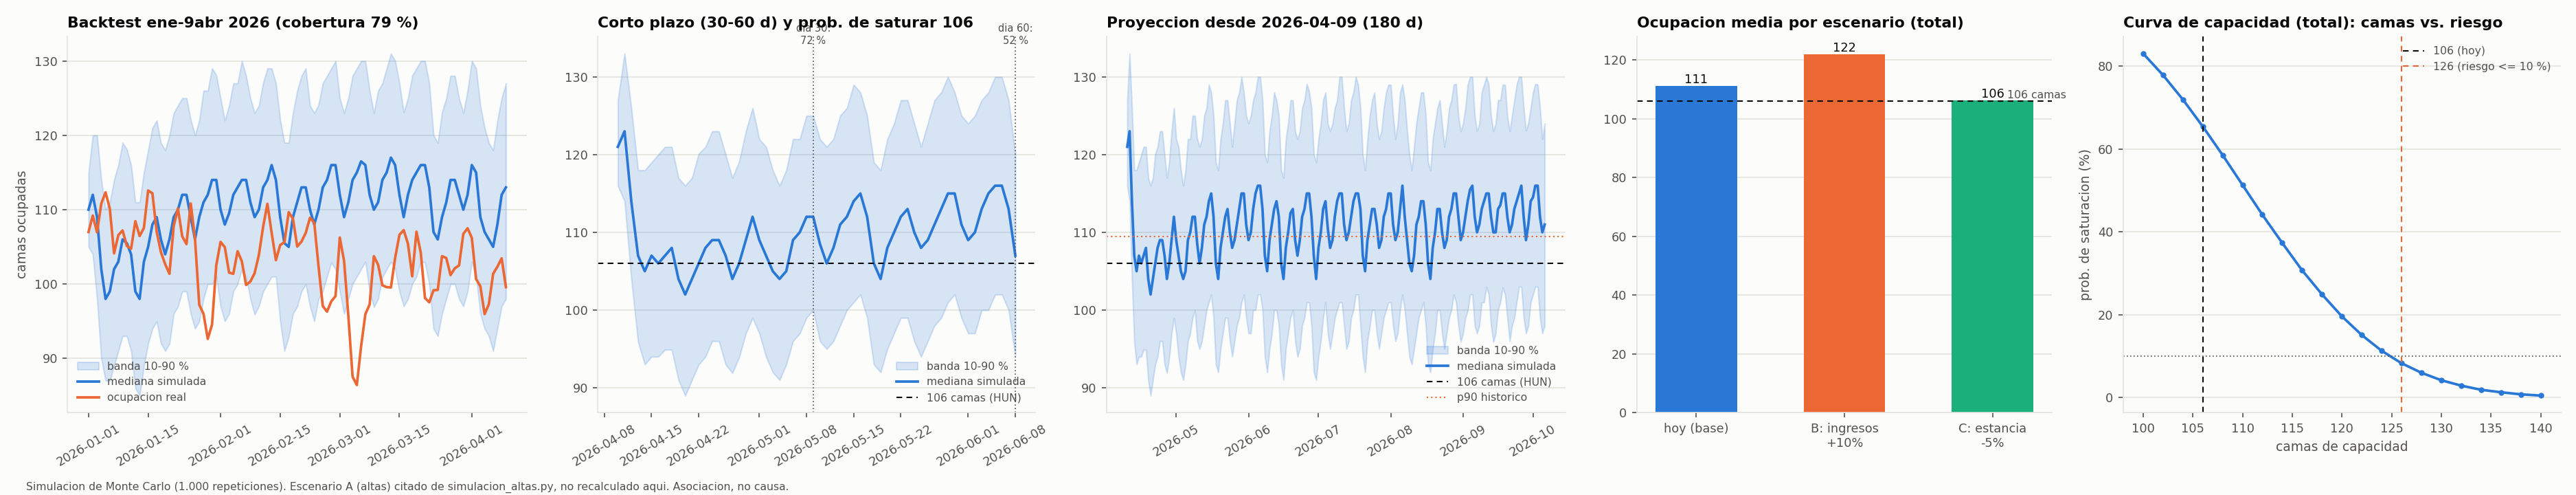 Backtest ene-9abr 2026 (cobertura 79 %)
camas ocupadas
130
120
110
100
90
banda 10-90 %
mediana simulada
ocupacion real
2026-01-01
2026-01-15
2026-02-01
2026-02-15
2026-03-01
2026-03-15
2026-04-01
Corto plazo (30-60 d) y prob. de saturar 106
dia 30:
72 %
dia 60:
52 %
130
120
110
100
90
banda 10-90 %
mediana simulada
106 camas (HUN)
2026-04-08
2026-04-15
2026-04-22
2026-05-01
2026-05-08
2026-05-15
2026-05-22
2026-06-01
2026-06-08
Proyeccion desde 2026-04-09 (180 d)
130
120
110
100
90
banda 10-90 %
mediana simulada
106 camas (HUN)
p90 historico
2026-05
2026-06
2026-07
2026-08
2026-09
2026-10
Ocupacion media por escenario (total)
120
100
80
60
40
20
0
111
122
106
106 camas
hoy (base)
B: ingresos
+10%
C: estancia
-5%
Curva de capacidad (total): camas vs. riesgo
prob. de saturacion (%)
80
60
40
20
0
106 (hoy)
126 (riesgo <= 10 %)
100
105
110
115
120
125
130
135
140
camas de capacidad
Simulacion de Monte Carlo (1.000 repeticiones). Escenario A (altas) citado de simulacion_altas.py, no recalculado aqui. Asociacion, no causa.